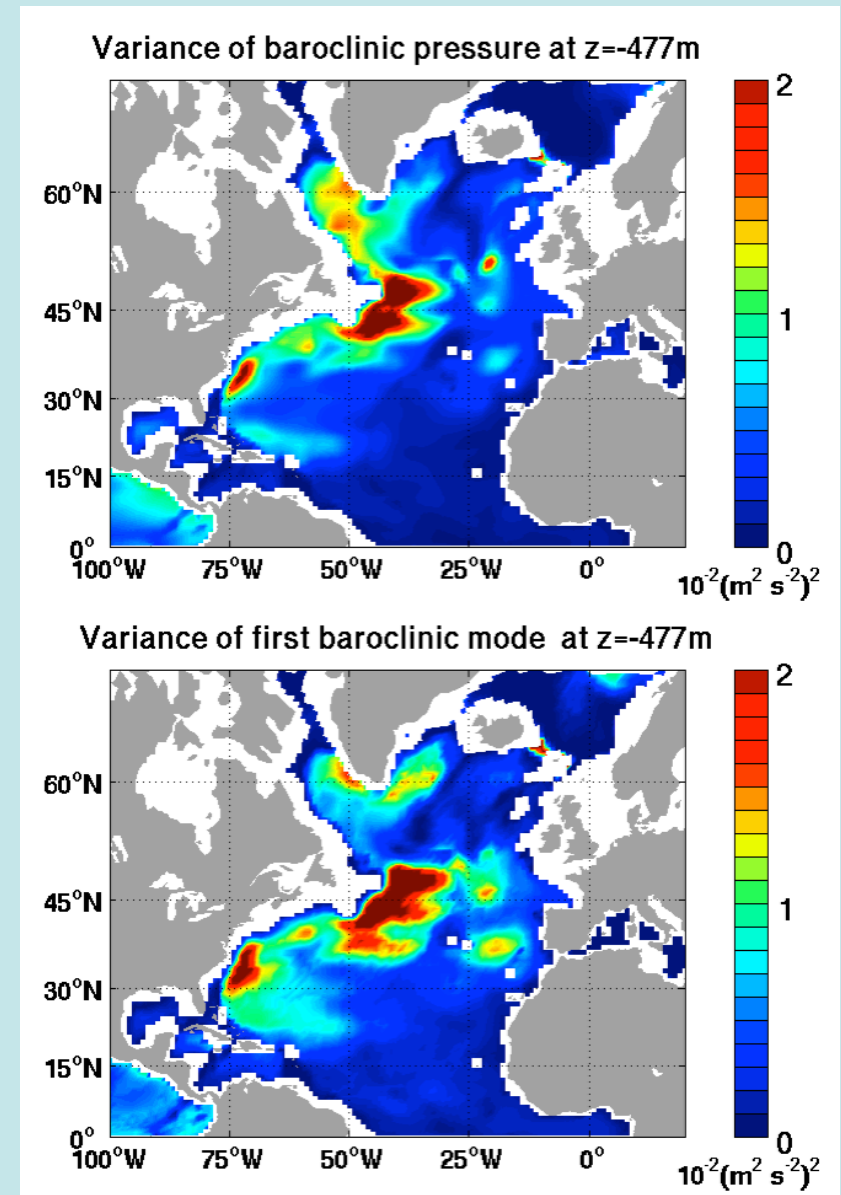 Variance of baroclinic pressure at z=-477m
2
60°N
45°N
1
30°N
15°N
0°
0
100°W 75°W 50°W 25°W 0°
10⁻²(m² s⁻²)²
Variance of first baroclinic mode at z=-477m
2
60°N
45°N
1
30°N
15°N
0°
0
100°W 75°W 50°W 25°W 0°
10⁻²(m² s⁻²)²